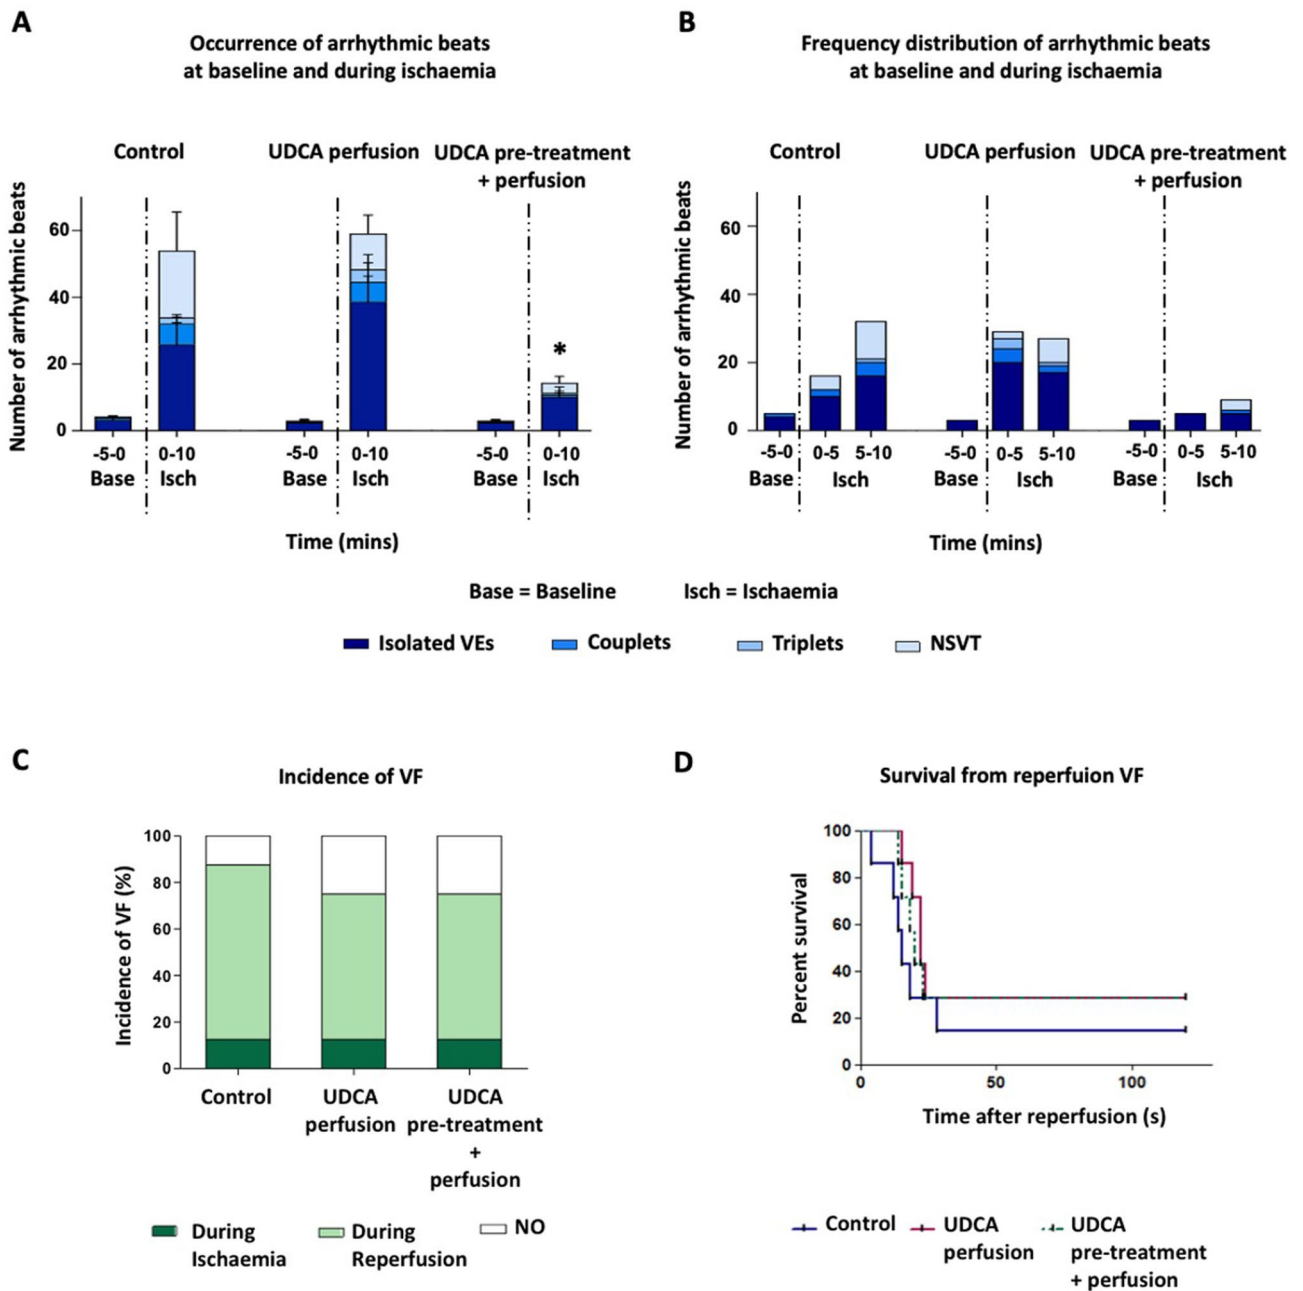 A
Occurrence of arrhythmic beats
at baseline and during ischaemia
Control
UDCA perfusion
UDCA pre-treatment
+ perfusion
Number of arrhythmic beats
60
40
20
0
-5-0
0-10
-5-0
0-10
-5-0
0-10
*
Base
Isch
Base
Isch
Base
Isch
Time (mins)
B
Frequency distribution of arrhythmic beats
at baseline and during ischaemia
Control
UDCA perfusion
UDCA pre-treatment
+ perfusion
Number of arrhythmic beats
60
40
20
0
-5-0
0-5
5-10
-5-0
0-5
5-10
-5-0
0-5
5-10
Base
Isch
Base
Isch
Base
Isch
Time (mins)
Base = Baseline
Isch = Ischaemia
Isolated VEs
Couplets
Triplets
NSVT
C
Incidence of VF
Incidence of VF (%)
100
80
60
40
20
0
Control
UDCA
perfusion
UDCA
pre-treatment
+
perfusion
During
Ischaemia
During
Reperfusion
NO
D
Survival from reperfuion VF
Percent survival
100
80
60
40
20
0
0
50
100
Time after reperfusion (s)
Control
UDCA
perfusion
UDCA
pre-treatment
+ perfusion